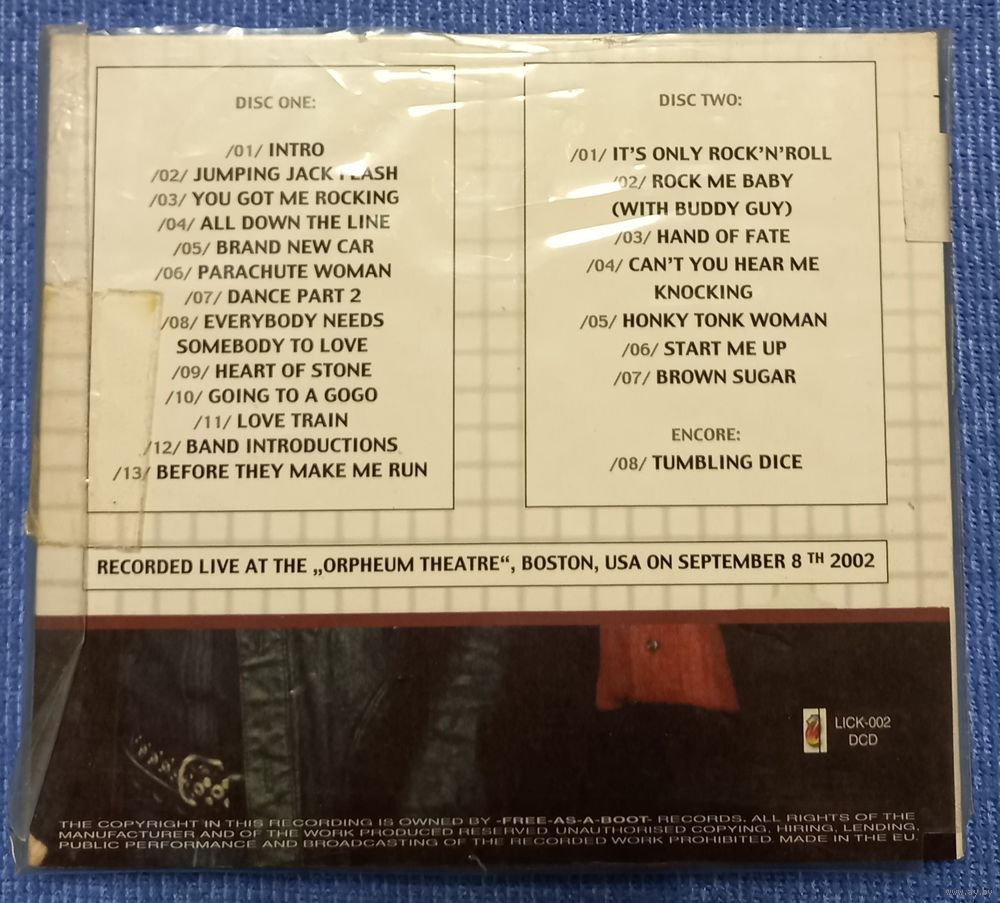 DISC ONE:
/01/ INTRO
/02/ JUMPING JACK FLASH
/03/ YOU GOT ME ROCKING
/04/ ALL DOWN THE LINE
/05/ BRAND NEW CAR
/06/ PARACHUTE WOMAN
/07/ DANCE PART 2
/08/ EVERYBODY NEEDS
SOMEBODY TO LOVE
/09/ HEART OF STONE
/10/ GOING TO A GOGO
/11/ LOVE TRAIN
/12/ BAND INTRODUCTIONS
/13/ BEFORE THEY MAKE ME RUN
DISC TWO:
/01/ IT'S ONLY ROCK'N'ROLL
/02/ ROCK ME BABY
(WITH BUDDY GUY)
/03/ HAND OF FATE
/04/ CAN'T YOU HEAR ME
KNOCKING
/05/ HONKY TONK WOMAN
/06/ START ME UP
/07/ BROWN SUGAR
ENCORE:
/08/ TUMBLING DICE
RECORDED LIVE AT THE „ORPHEUM THEATRE“, BOSTON, USA ON SEPTEMBER 8 TH 2002
LICK-002
DCD
THE COPYRIGHT IN THIS RECORDING IS OWNED BY -FREE-AS-A-BOOT- RECORDS. ALL RIGHTS OF THE
MANUFACTURER AND OF THE WORK PRODUCED RESERVED UNAUTHORISED COPYING, HIRING, LENDING,
PUBLIC PERFORMANCE AND BROADCASTING OF THE RECORDED WORK PROHIBITED. MADE IN THE EU.
www.ay.by